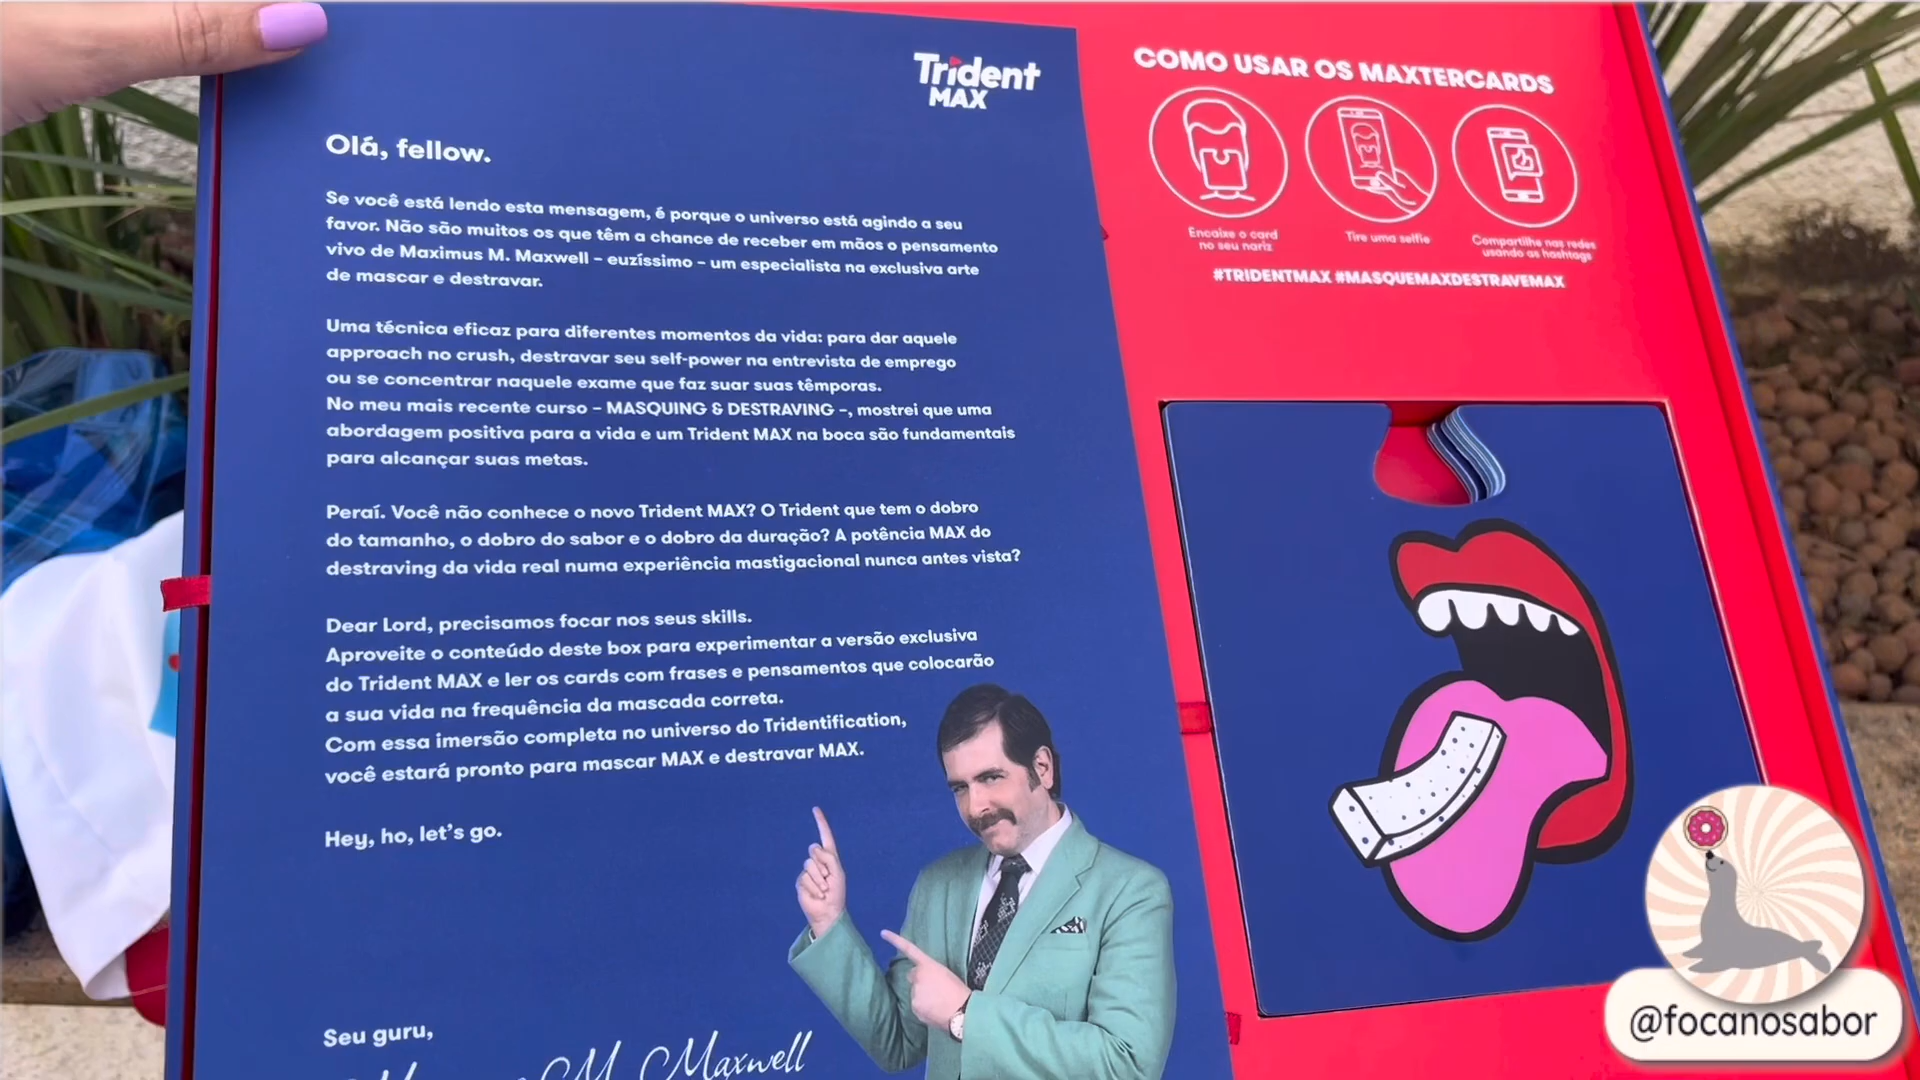 Trident
MAX
Olá, fellow.
Se você está lendo esta mensagem, é porque o universo está agindo a seu
favor. Não são muitos os que têm a chance de receber em mãos o pensamento
vivo de Maximus M. Maxwell – euzíssimo – um especialista na exclusiva arte
de mascar e destravar.
Uma técnica eficaz para diferentes momentos da vida: para dar aquele
approach no crush, destravar seu self-power na entrevista de emprego
ou se concentrar naquele exame que faz suar suas têmporas.
No meu mais recente curso – MASQUING & DESTRAVING –, mostrei que uma
abordagem positiva para a vida e um Trident MAX na boca são fundamentais
para alcançar suas metas.
Peraí. Você não conhece o novo Trident MAX? O Trident que tem o dobro
do tamanho, o dobro do sabor e o dobro da duração? A potência MAX do
destraving da vida real numa experiência mastigacional nunca antes vista?
Dear Lord, precisamos focar nos seus skills.
Aproveite o conteúdo deste box para experimentar a versão exclusiva
do Trident MAX e ler os cards com frases e pensamentos que colocarão
a sua vida na frequência da mascada correta.
Com essa imersão completa no universo do Tridentification,
você estará pronto para mascar MAX e destravar MAX.
Hey, ho, let's go.
Seu guru,
M. Maxwell
COMO USAR OS MAXTERCARDS
Encaixe o card
no seu nariz
Tire uma selfie
Compartilhe nas redes
usando as hashtags
#TRIDENTMAX #MASQUEMAXDESTRAVEMAX
@focanosabor